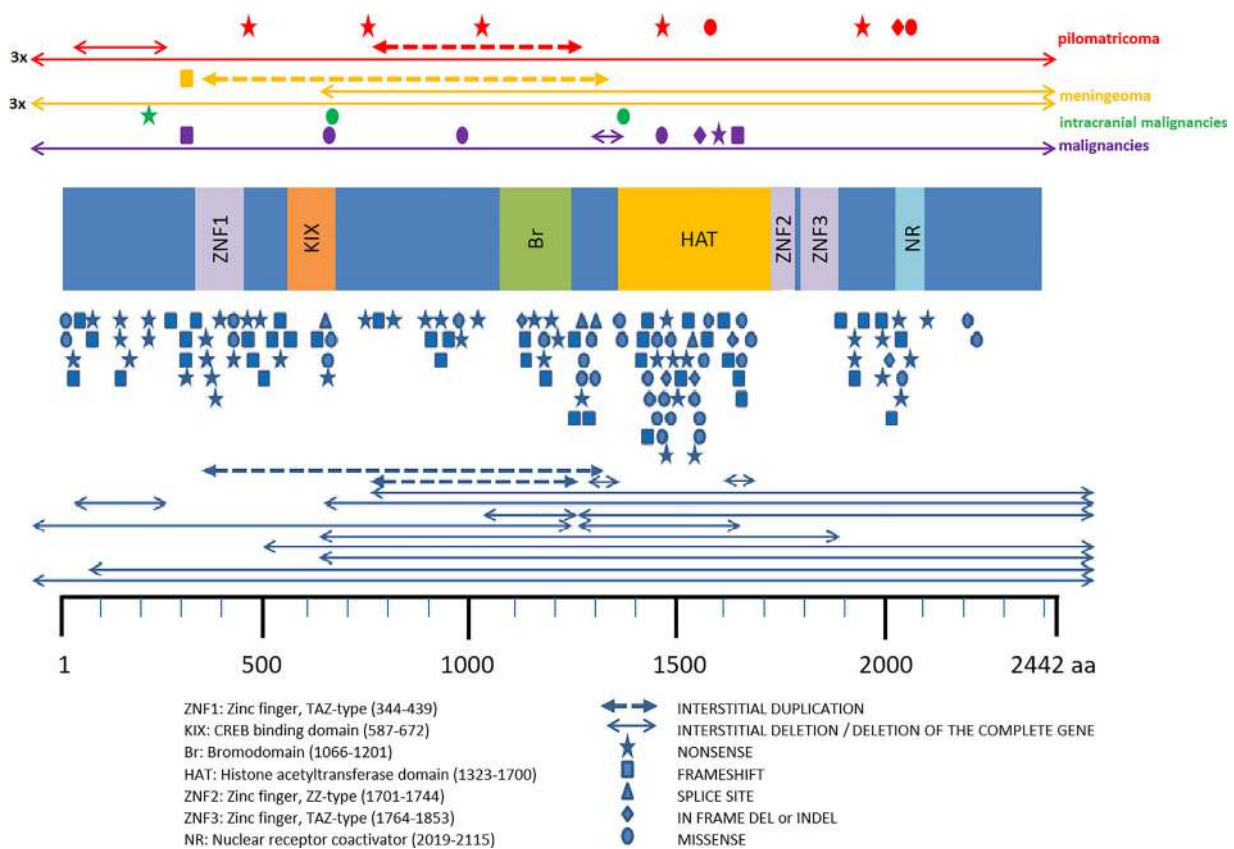 pilomatricoma
3x
meningeoma
3x
intracranial malignancies
malignancies
ZNF1
KIX
Br
HAT
ZNF2
ZNF3
NR
1 500 1000 1500 2000 2442 aa
ZNF1: Zinc finger, TAZ-type (344-439)
KIX: CREB binding domain (587-672)
Br: Bromodomain (1066-1201)
HAT: Histone acetyltransferase domain (1323-1700)
ZNF2: Zinc finger, ZZ-type (1701-1744)
ZNF3: Zinc finger, TAZ-type (1764-1853)
NR: Nuclear receptor coactivator (2019-2115)
INTERSTITIAL DUPLICATION
INTERSTITIAL DELETION / DELETION OF THE COMPLETE GENE
NONSENSE
FRAMESHIFT
SPLICE SITE
IN FRAME DEL or INDEL
MISSENSE